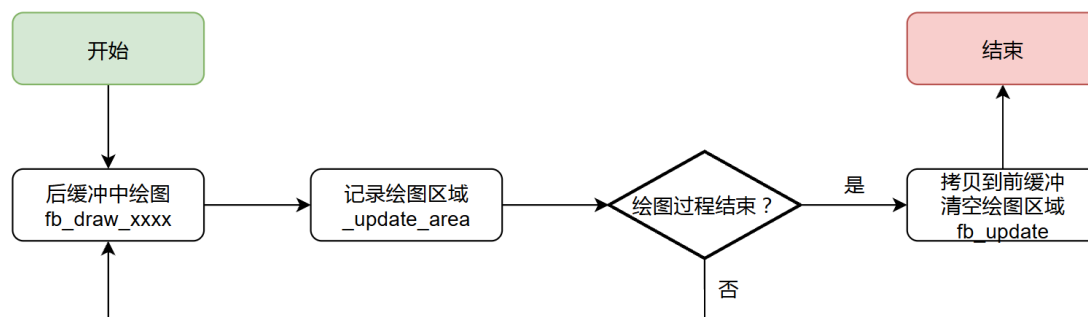 开始
结束
后缓冲中绘图
fb_draw_xxxx
记录绘图区域
_update_area
绘图过程结束？
是
拷贝到前缓冲
清空绘图区域
fb_update
否